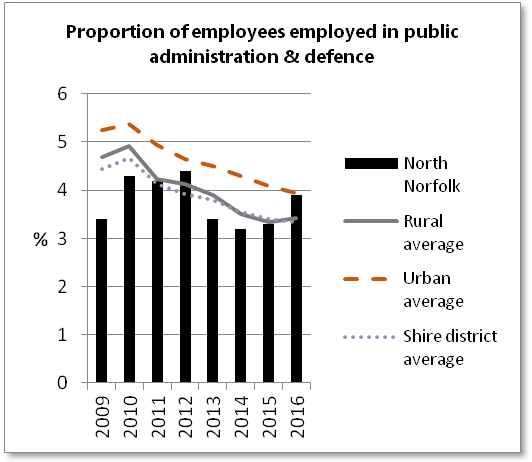 Proportion of employees employed in public
administration & defence
6
5
4
3
2
1
0
%
2009
2010
2011
2012
2013
2014
2015
2016
North
Norfolk
Rural
average
Urban
average
Shire district
average